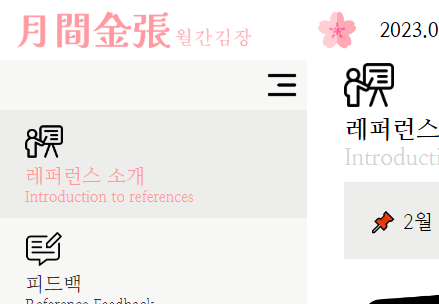 月間金張 월간김장
2023.0
레퍼런스 소개
Introduction to references
피드백
Reference Feedback
레퍼런스
Introducti
2월